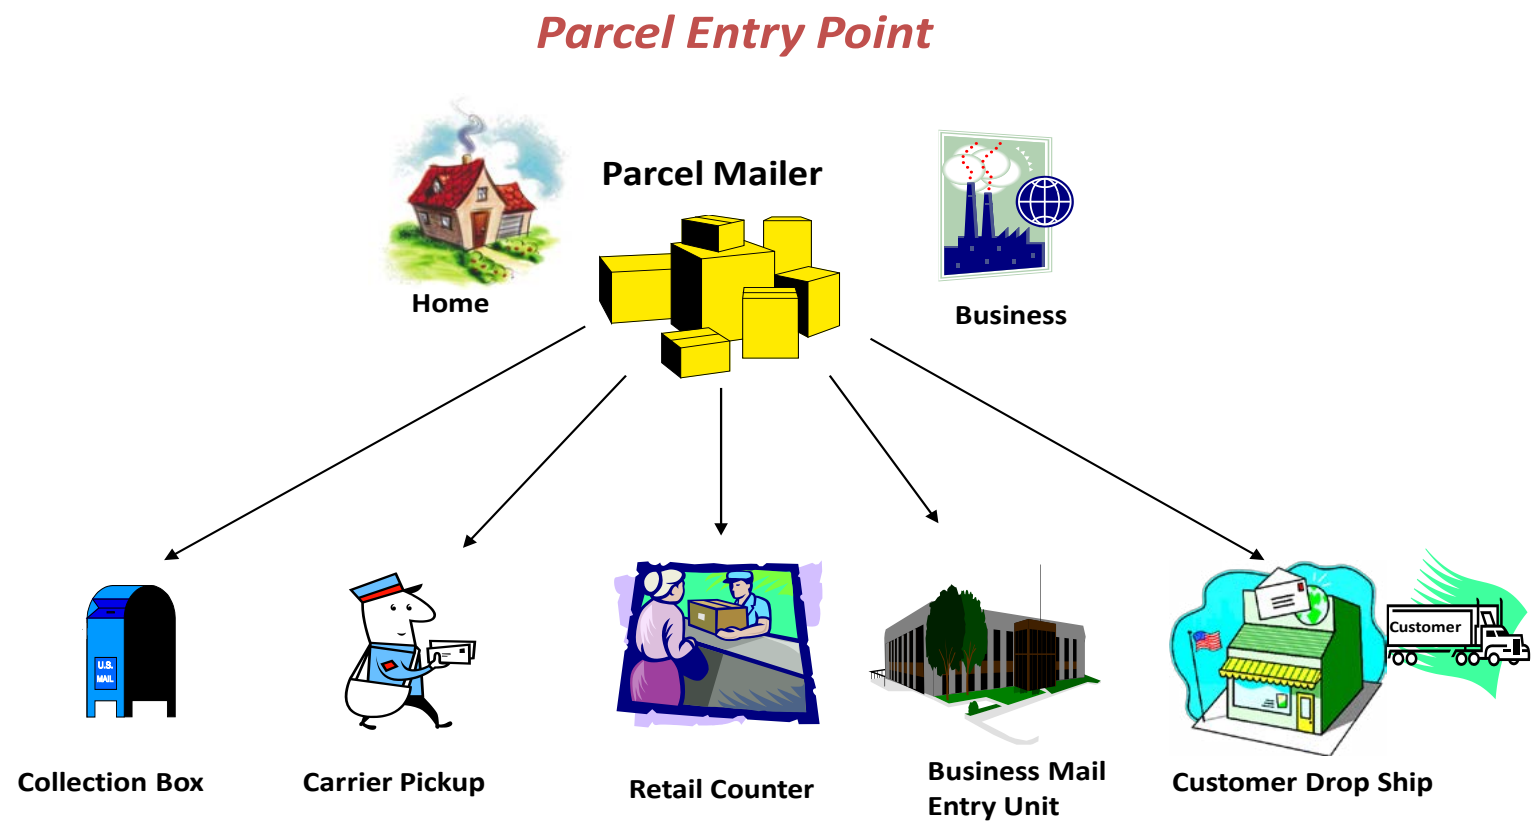 Parcel Entry Point
Parcel Mailer
Home
Business
U.S.
MAIL
Customer
Collection Box
Carrier Pickup
Retail Counter
Business Mail
Entry Unit
Customer Drop Ship